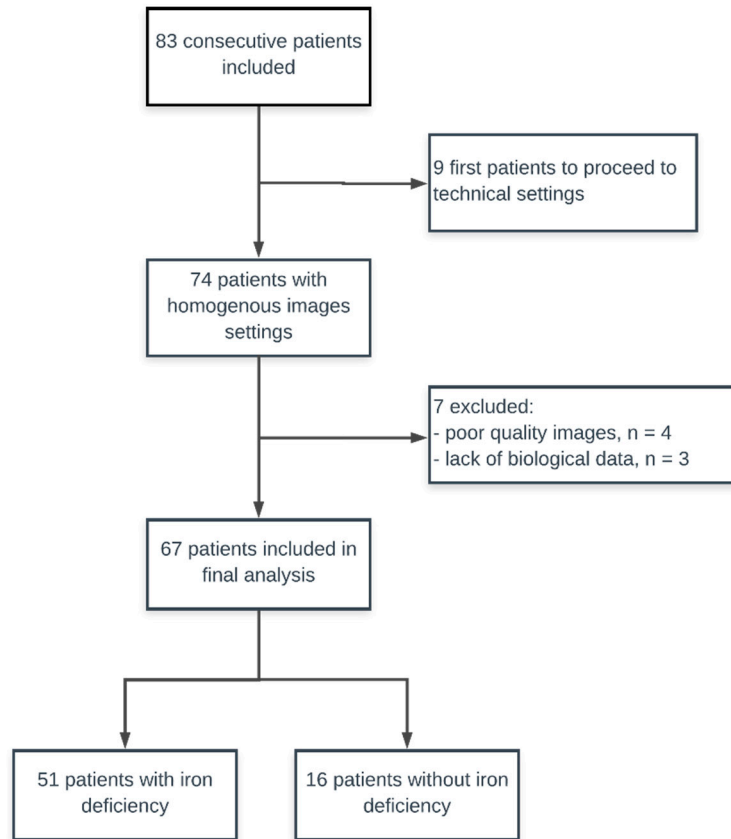 83 consecutive patients
included
9 first patients to proceed to
technical settings
74 patients with
homogenous images
settings
7 excluded:
- poor quality images, n = 4
- lack of biological data, n = 3
67 patients included in
final analysis
51 patients with iron
deficiency
16 patients without iron
deficiency